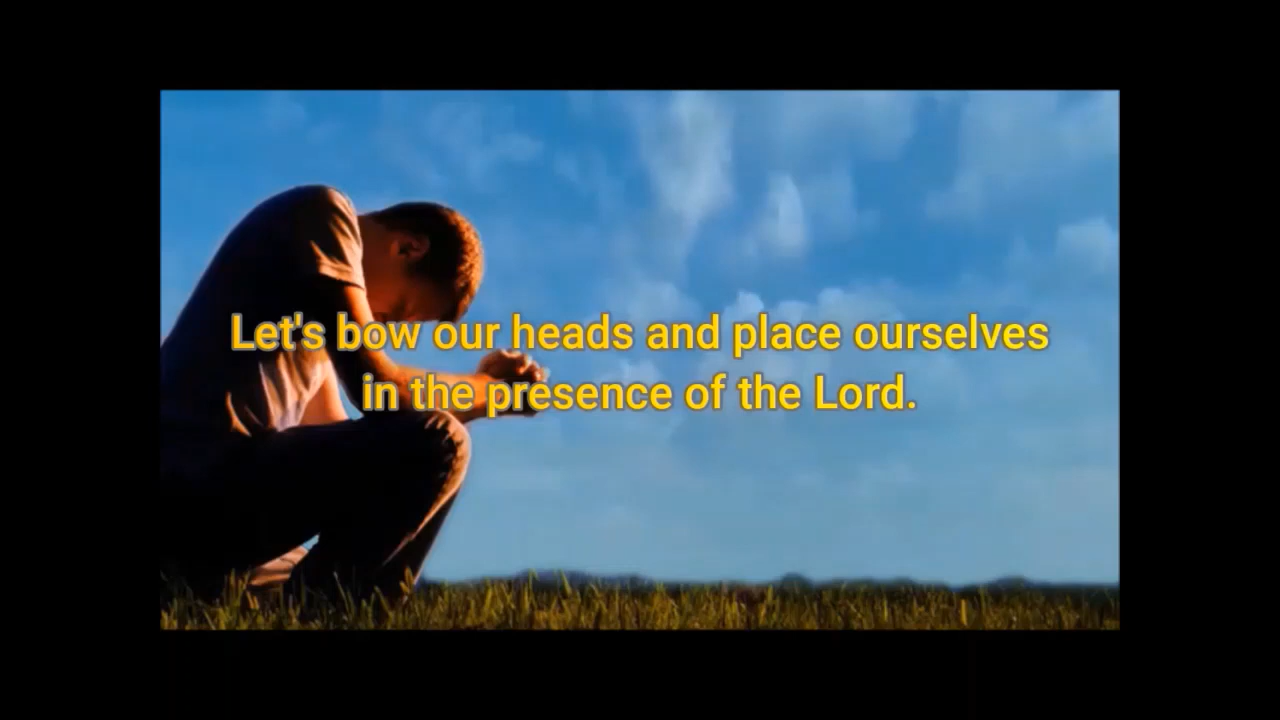 Let's bow our heads and place ourselves
in the presence of the Lord.